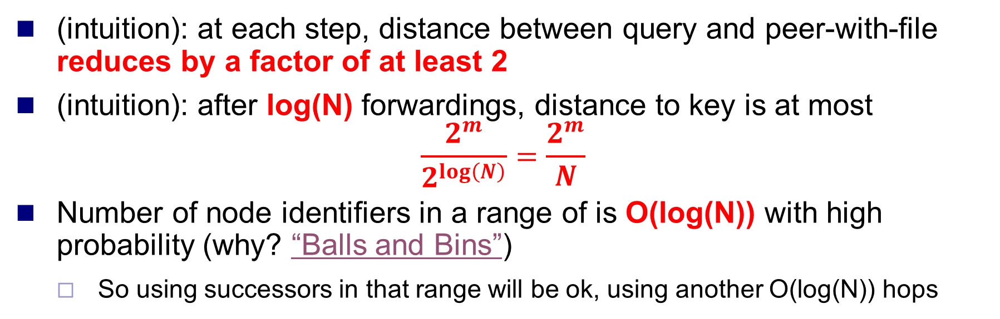 (intuition): at each step, distance between query and peer-with-file
reduces by a factor of at least 2
(intuition): after log(N) forwardings, distance to key is at most
2^m / 2^log(N) = 2^m / N
Number of node identifiers in a range of is O(log(N)) with high
probability (why? “Balls and Bins”)
So using successors in that range will be ok, using another O(log(N)) hops